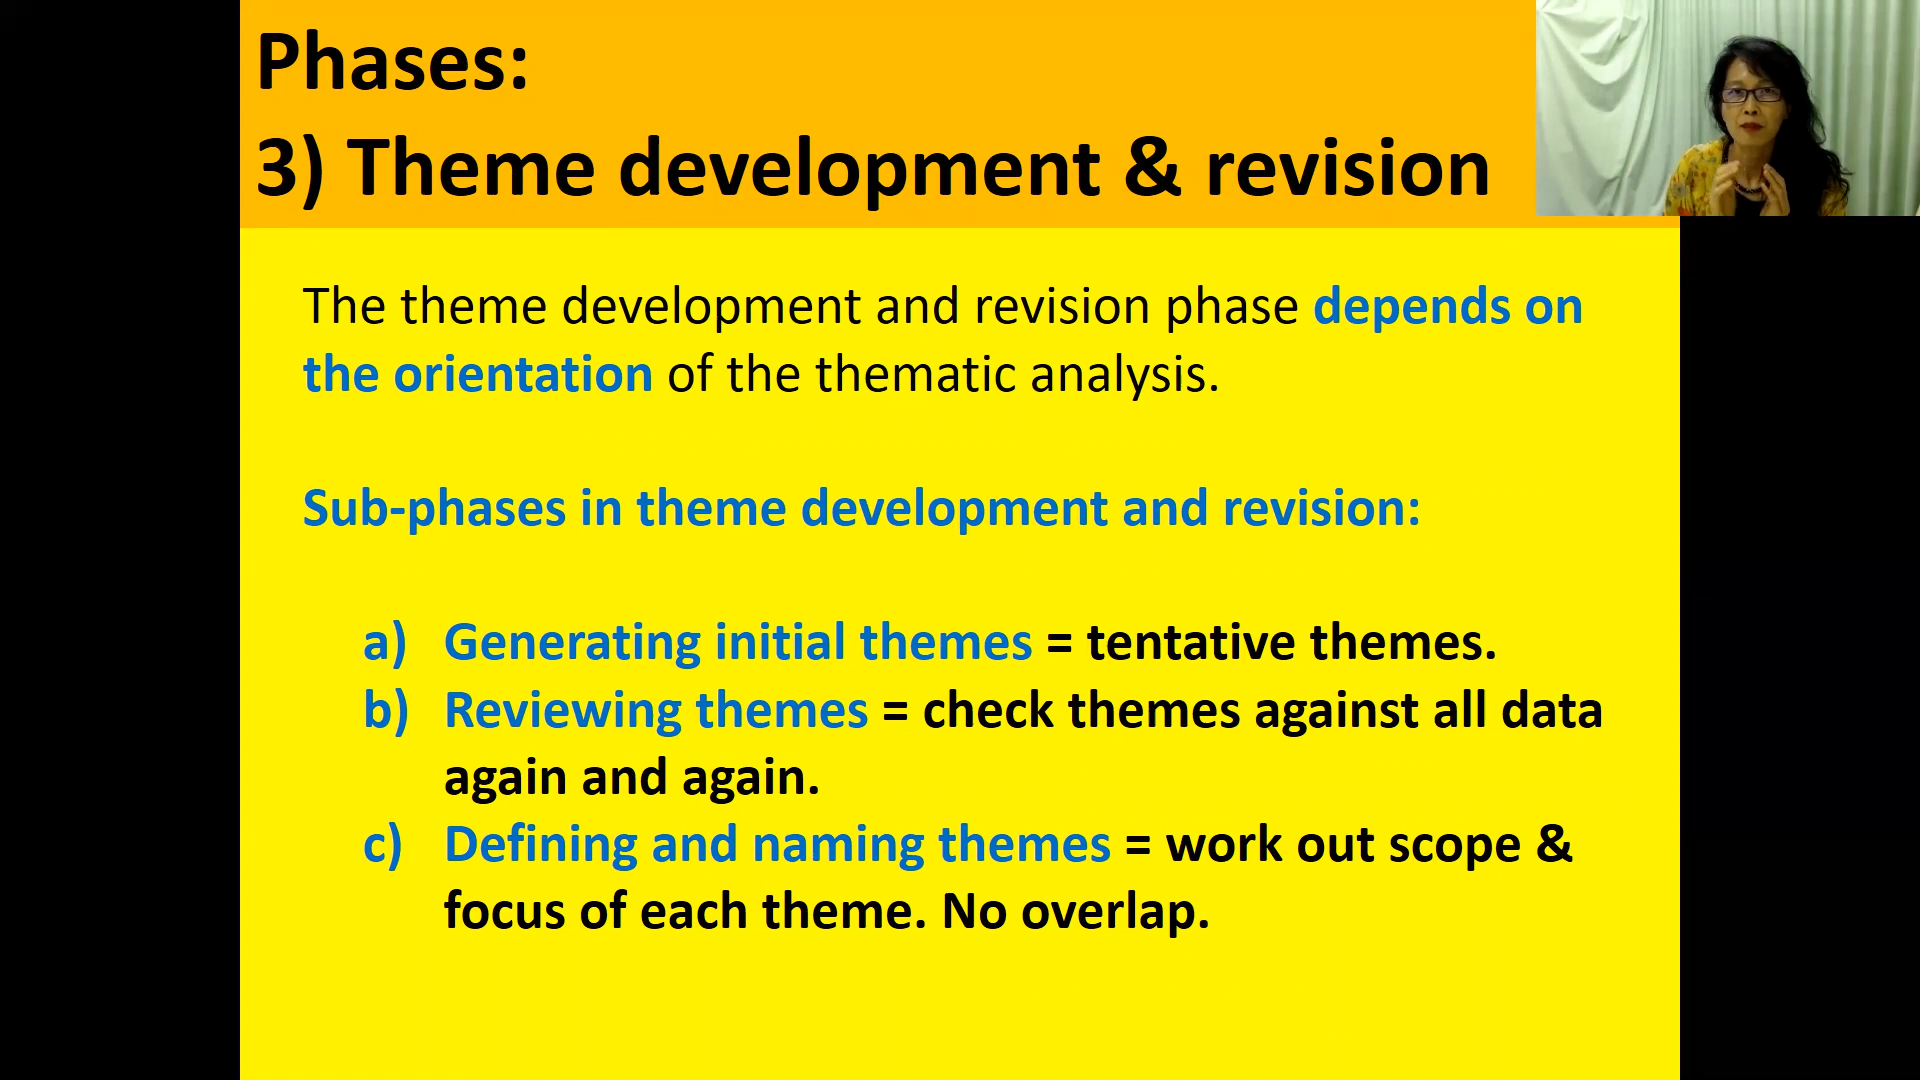 Phases:
3) Theme development & revision
The theme development and revision phase depends on
the orientation of the thematic analysis.
Sub-phases in theme development and revision:
a) Generating initial themes = tentative themes.
b) Reviewing themes = check themes against all data
again and again.
c) Defining and naming themes = work out scope &
focus of each theme. No overlap.